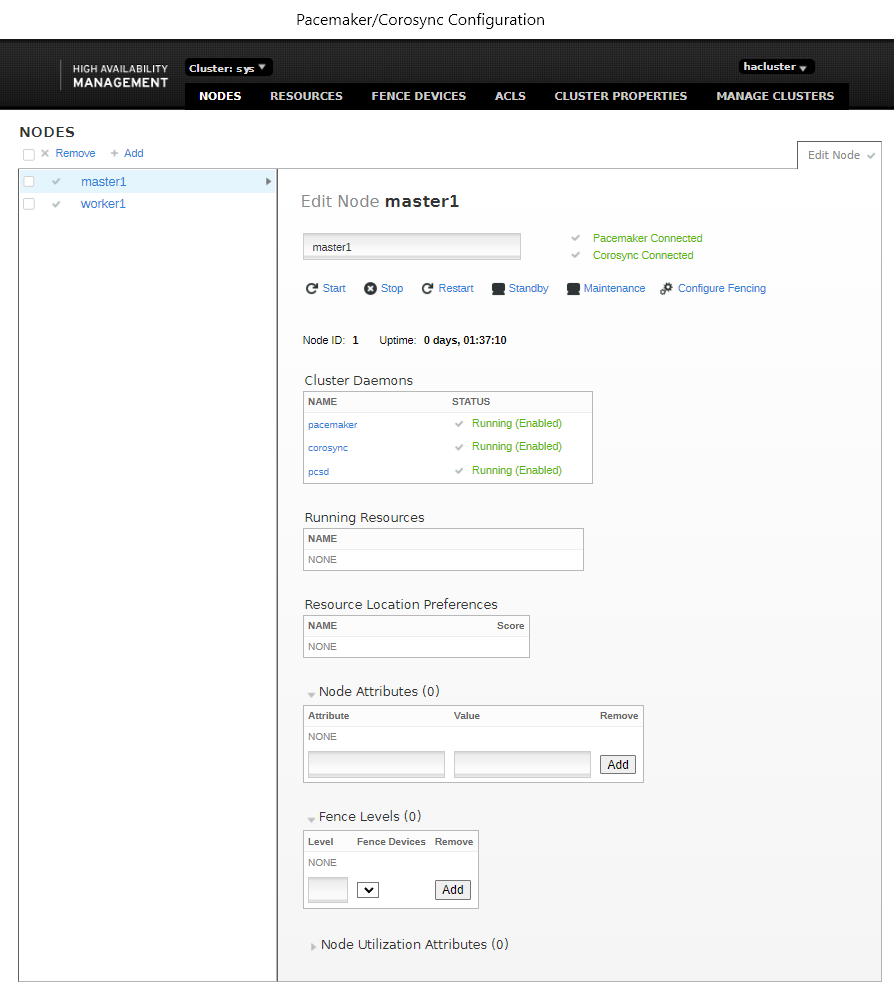 Pacemaker/Corosync Configuration
HIGH AVAILABILITY
MANAGEMENT
Cluster: sys
hacluster
NODES RESOURCES FENCE DEVICES ACLS CLUSTER PROPERTIES MANAGE CLUSTERS
NODES
Remove Add
Edit Node
master1
worker1
Edit Node master1
master1
Pacemaker Connected
Corosync Connected
Start Stop Restart Standby Maintenance Configure Fencing
Node ID: 1 Uptime: 0 days, 01:37:10
Cluster Daemons
NAME STATUS
pacemaker Running (Enabled)
corosync Running (Enabled)
pcsd Running (Enabled)
Running Resources
NAME
NONE
Resource Location Preferences
NAME Score
NONE
Node Attributes (0)
Attribute Value Remove
NONE
Add
Fence Levels (0)
Level Fence Devices Remove
NONE
Add
Node Utilization Attributes (0)